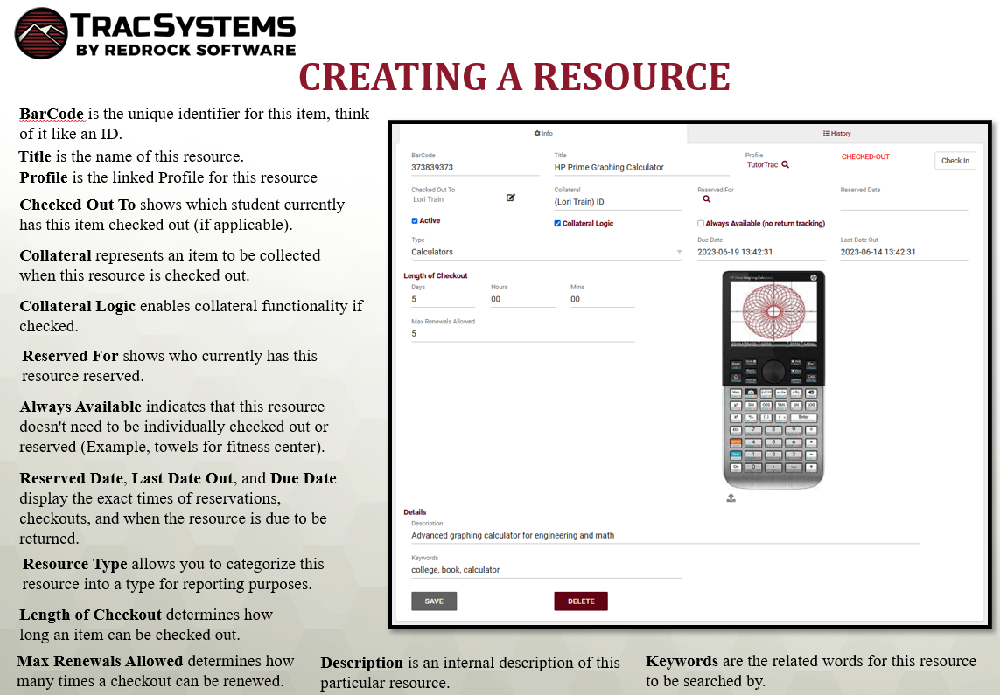 TRACSYSTEMS
BY REDROCK SOFTWARE
CREATING A RESOURCE
BarCode is the unique identifier for this item, think
of it like an ID.
Title is the name of this resource.
Profile is the linked Profile for this resource
Checked Out To shows which student currently
has this item checked out (if applicable).
Collateral represents an item to be collected
when this resource is checked out.
Collateral Logic enables collateral functionality if
checked.
Reserved For shows who currently has this
resource reserved.
Always Available indicates that this resource
doesn't need to be individually checked out or
reserved (Example, towels for fitness center).
Reserved Date, Last Date Out, and Due Date
display the exact times of reservations,
checkouts, and when the resource is due to be
returned.
Resource Type allows you to categorize this
resource into a type for reporting purposes.
Length of Checkout determines how
long an item can be checked out.
Max Renewals Allowed determines how
many times a checkout can be renewed.
Description is an internal description of this
particular resource.
Keywords are the related words for this resource
to be searched by.
Info
History
BarCode
373839373
Title
HP Prime Graphing Calculator
Profile
TutorTrac
CHECKED-OUT
Check In
Checked Out To
Lori Train
Collateral
(Lori Train) ID
Reserved For
Reserved Date
Active
Collateral Logic
Always Available (no return tracking)
Type
Calculators
Due Date
2023-06-19 13:42:31
Last Date Out
2023-06-14 13:42:31
Length of Checkout
Days
5
Hours
00
Mins
00
Max Renewals Allowed
5
HP Prime Graphing Calculator
Details
Description
Advanced graphing calculator for engineering and math
Keywords
college, book, calculator
SAVE
DELETE